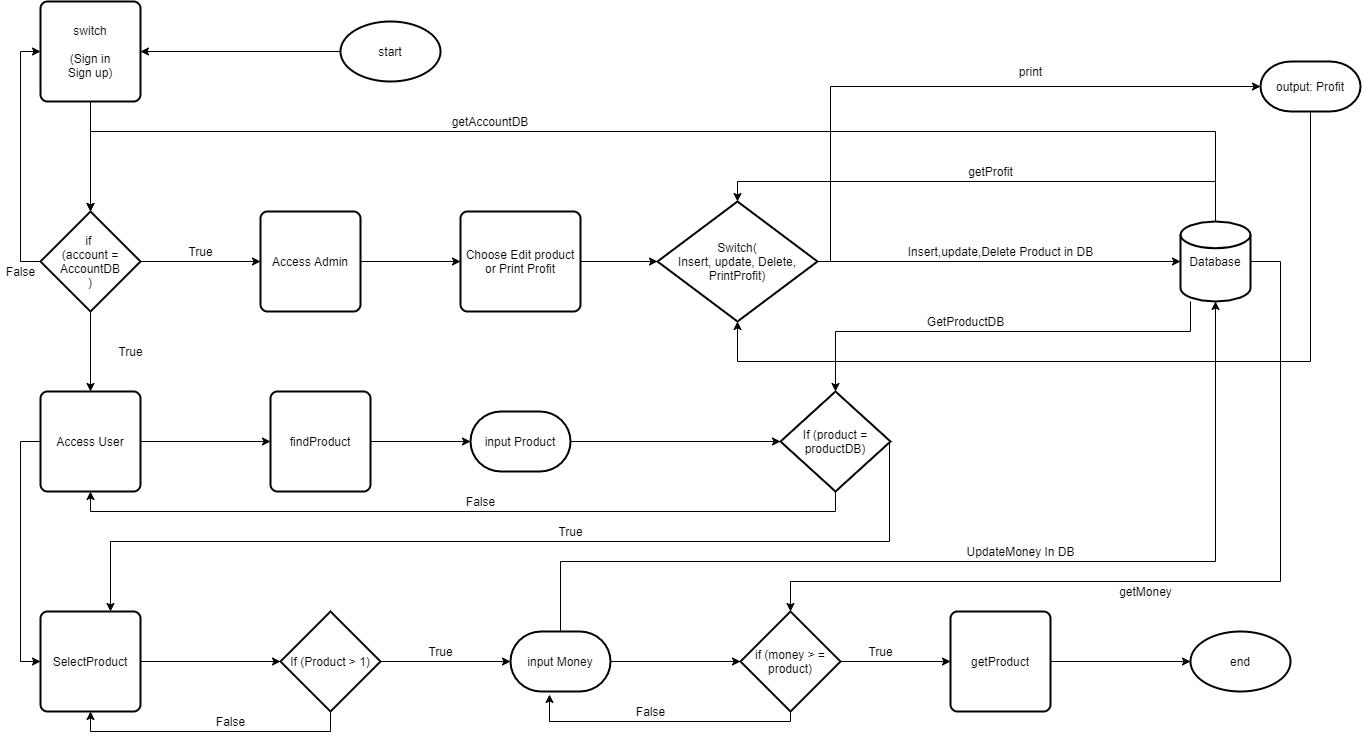 switch
(Sign in
Sign up)
start
print
output: Profit
getAccountDB
getProfit
if
(account =
AccountDB
)
True
False
Access Admin
Choose Edit product
or Print Profit
Switch(
Insert, update, Delete,
PrintProfit)
Insert,update,Delete Product in DB
Database
GetProductDB
True
Access User
findProduct
input Product
If (product =
productDB)
False
True
UpdateMoney In DB
getMoney
SelectProduct
If (Product > 1)
True
input Money
if (money > =
product)
True
getProduct
end
False
False